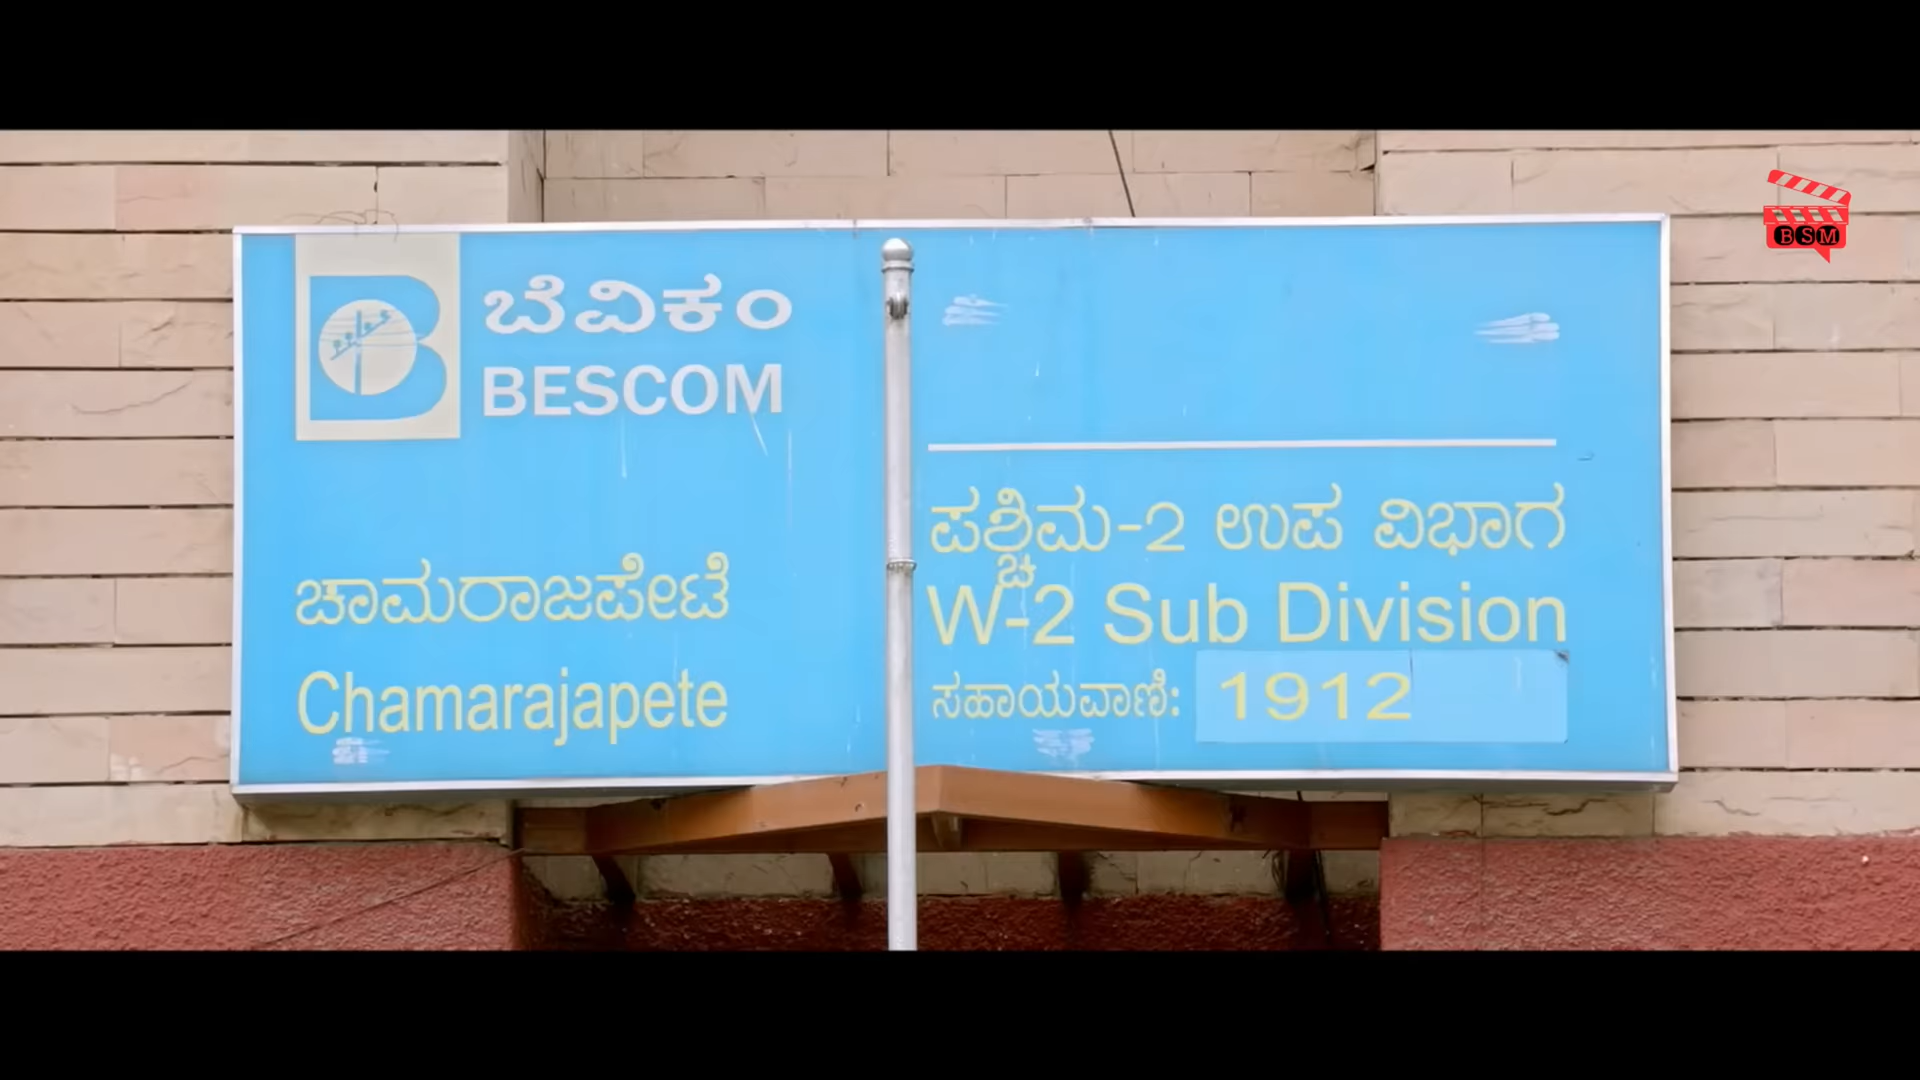 ಬೆವಿಕಂ
BESCOM
ಚಾಮರಾಜಪೇಟೆ
Chamarajapete
ಪಶ್ಚಿಮ-2 ಉಪ ವಿಭಾಗ
W-2 Sub Division
ಸಹಾಯವಾಣಿ: 1912
BSM